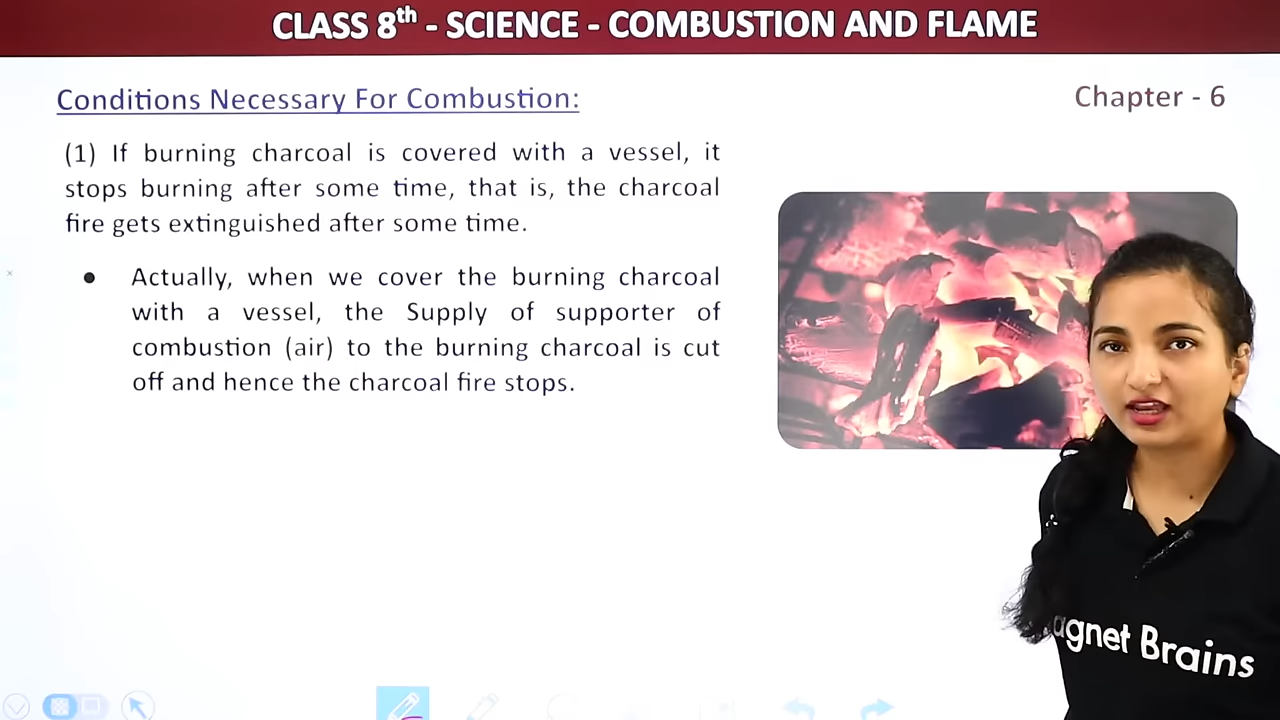 CLASS 8th - SCIENCE - COMBUSTION AND FLAME
Conditions Necessary For Combustion:
Chapter - 6
(1) If burning charcoal is covered with a vessel, it
stops burning after some time, that is, the charcoal
fire gets extinguished after some time.
● Actually, when we cover the burning charcoal
with a vessel, the Supply of supporter of
combustion (air) to the burning charcoal is cut
off and hence the charcoal fire stops.
agnet Brains